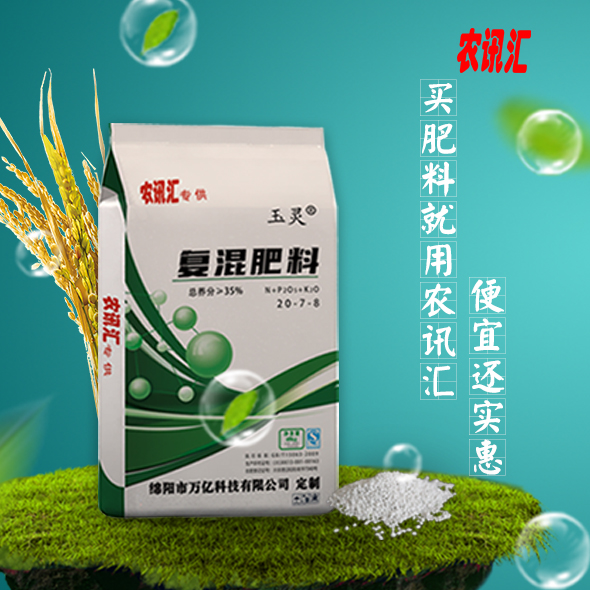 农讯汇
买肥料就用农讯汇
便宜还实惠
农讯汇专供
玉灵®
复混肥料
总养分≥35%
N+P2O5+K2O
20-7-8
农讯汇专供
绵阳市万亿科技有限公司 定制